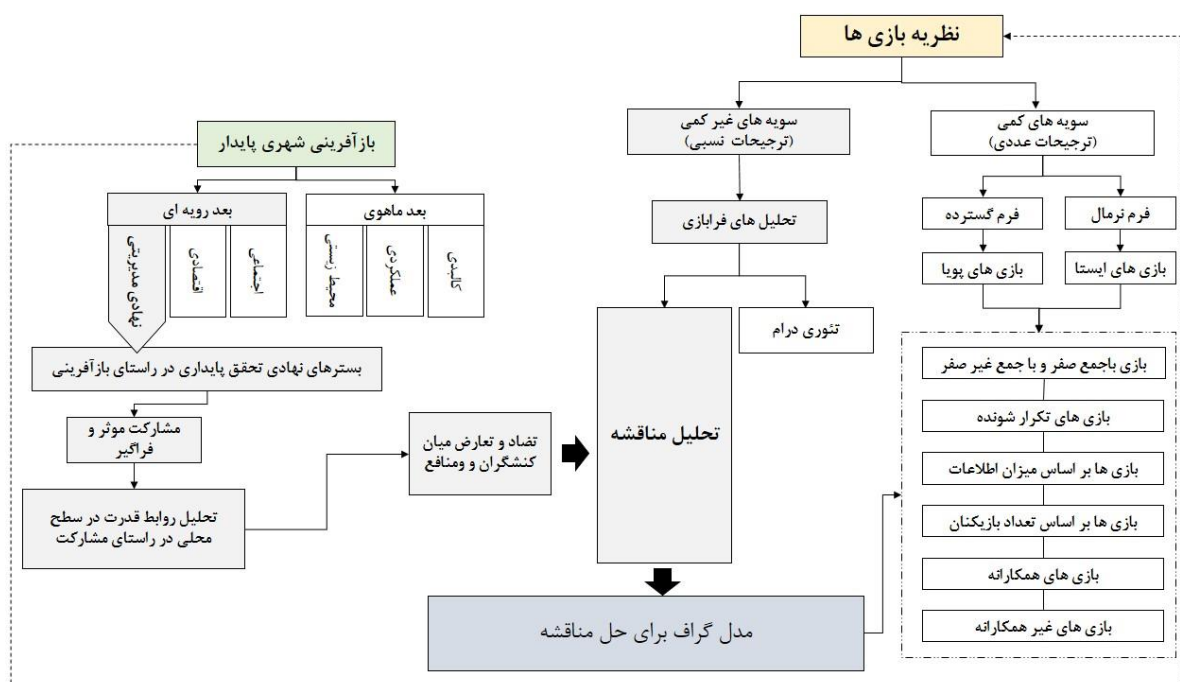 نظریه بازی ها
سویه های کمی
(ترجیحات عددی)
سویه های غیر کمی
(ترجیحات نسبی)
فرم نرمال
فرم گسترده
بازی های ایستا
بازی های پویا
تحلیل های فرابازی
تئوری درام
تحلیل مناقشه
بازی باجمع صفر و با جمع غیر صفر
بازی های تکرار شونده
بازی ها بر اساس میزان اطلاعات
بازی ها بر اساس تعداد بازیکنان
بازی های همکارانه
بازی های غیر همکارانه
بازآفرینی شهری پایدار
بعد ماهوی
کالبدی
عملکردی
محیط زیستی
بعد رویه ای
اجتماعی
اقتصادی
نهادی مدیریتی
بسترهای نهادی تحقق پایداری در راستای بازآفرینی
مشارکت موثر و
فراگیر
تحلیل روابط قدرت در سطح
محلی در راستای مشارکت
تضاد و تعارض میان
کنشگران و ومنافع
مدل گراف برای حل مناقشه